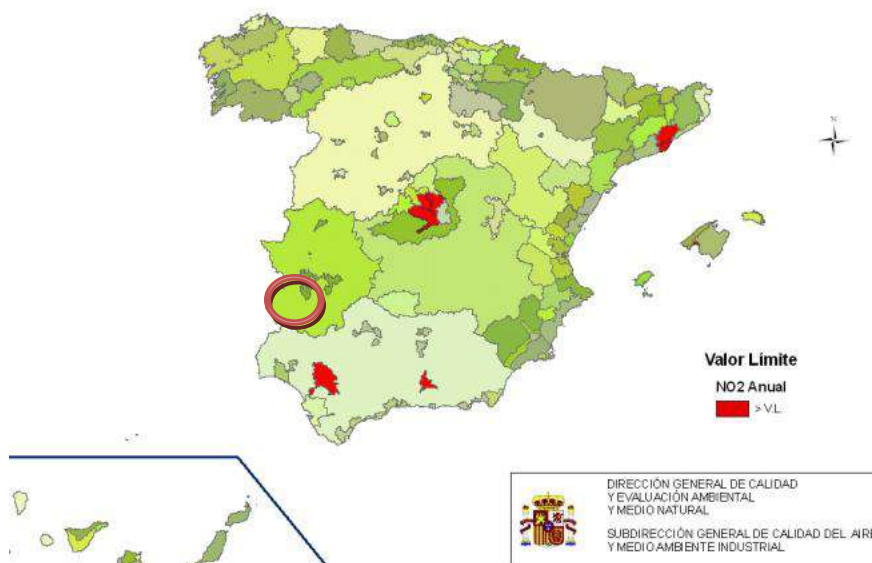 N
Valor Límite
NO2 Anual
> V.L.
DIRECCIÓN GENERAL DE CALIDAD
Y EVALUACIÓN AMBIENTAL
Y MEDIO NATURAL
SUBDIRECCIÓN GENERAL DE CALIDAD DEL AIRE
Y MEDIO AMBIENTE INDUSTRIAL